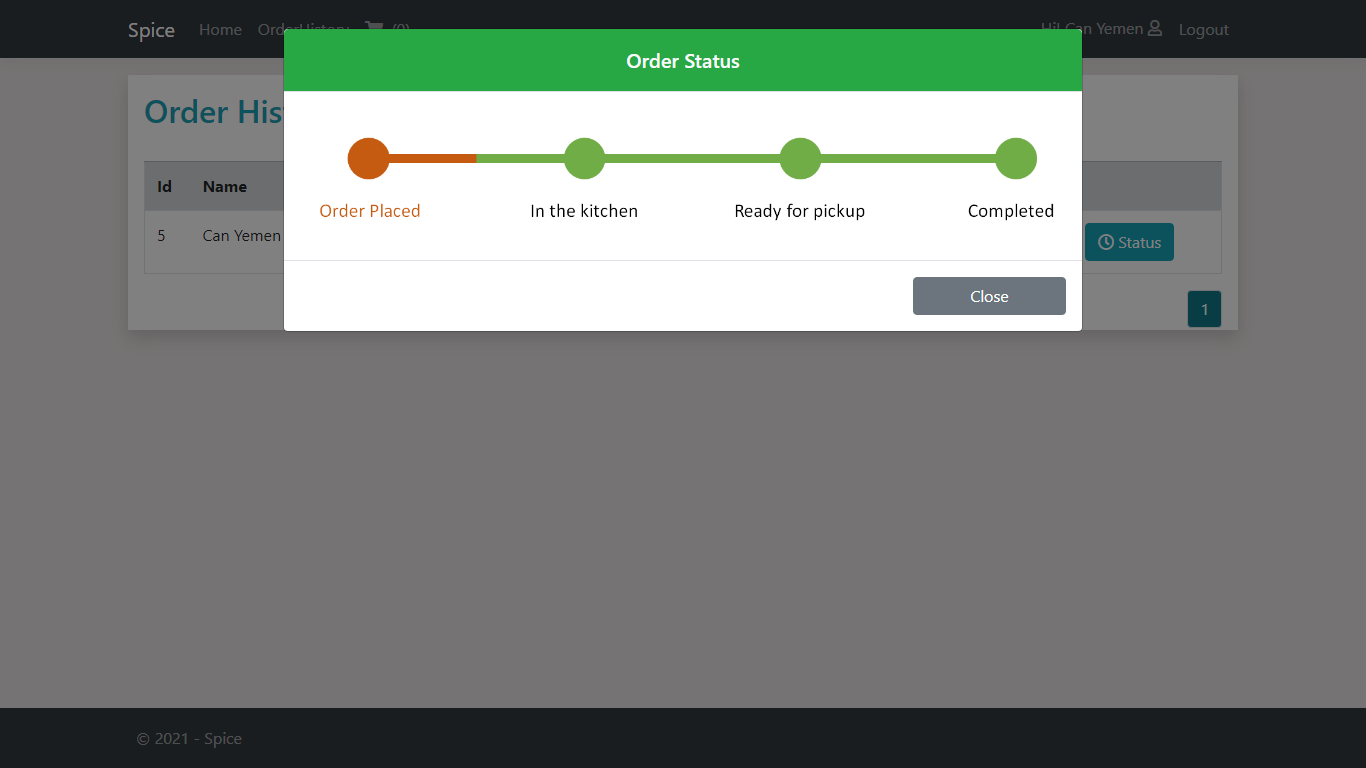 Spice Home OrderHistory (0) Hi! Can Yemen Logout
Order Status
Order His
Order Placed In the kitchen Ready for pickup Completed
Id Name
5 Can Yemen Status
Close
1
© 2021 - Spice